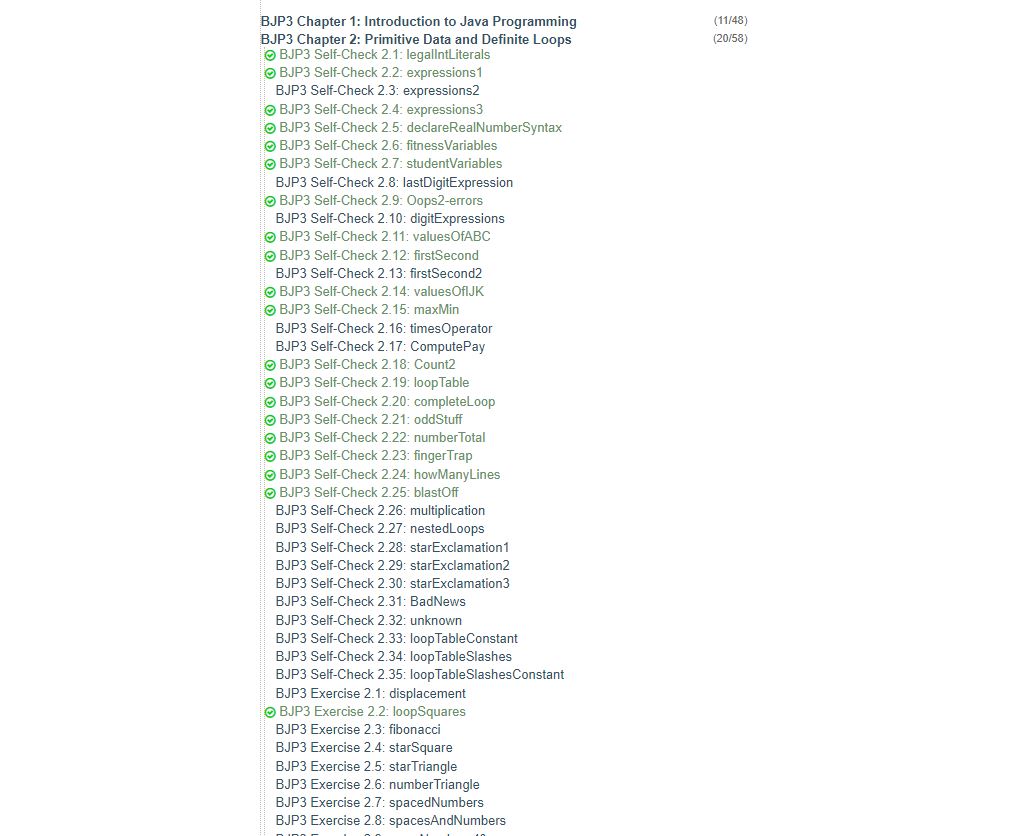 BJP3 Chapter 1: Introduction to Java Programming (11/48)
BJP3 Chapter 2: Primitive Data and Definite Loops (20/58)
BJP3 Self-Check 2.1: legalIntLiterals
BJP3 Self-Check 2.2: expressions1
BJP3 Self-Check 2.3: expressions2
BJP3 Self-Check 2.4: expressions3
BJP3 Self-Check 2.5: declareRealNumberSyntax
BJP3 Self-Check 2.6: fitnessVariables
BJP3 Self-Check 2.7: studentVariables
BJP3 Self-Check 2.8: lastDigitExpression
BJP3 Self-Check 2.9: Oops2-errors
BJP3 Self-Check 2.10: digitExpressions
BJP3 Self-Check 2.11: valuesOfABC
BJP3 Self-Check 2.12: firstSecond
BJP3 Self-Check 2.13: firstSecond2
BJP3 Self-Check 2.14: valuesOfIJK
BJP3 Self-Check 2.15: maxMin
BJP3 Self-Check 2.16: timesOperator
BJP3 Self-Check 2.17: ComputePay
BJP3 Self-Check 2.18: Count2
BJP3 Self-Check 2.19: loopTable
BJP3 Self-Check 2.20: completeLoop
BJP3 Self-Check 2.21: oddStuff
BJP3 Self-Check 2.22: numberTotal
BJP3 Self-Check 2.23: fingerTrap
BJP3 Self-Check 2.24: howManyLines
BJP3 Self-Check 2.25: blastOff
BJP3 Self-Check 2.26: multiplication
BJP3 Self-Check 2.27: nestedLoops
BJP3 Self-Check 2.28: starExclamation1
BJP3 Self-Check 2.29: starExclamation2
BJP3 Self-Check 2.30: starExclamation3
BJP3 Self-Check 2.31: BadNews
BJP3 Self-Check 2.32: unknown
BJP3 Self-Check 2.33: loopTableConstant
BJP3 Self-Check 2.34: loopTableSlashes
BJP3 Self-Check 2.35: loopTableSlashesConstant
BJP3 Exercise 2.1: displacement
BJP3 Exercise 2.2: loopSquares
BJP3 Exercise 2.3: fibonacci
BJP3 Exercise 2.4: starSquare
BJP3 Exercise 2.5: starTriangle
BJP3 Exercise 2.6: numberTriangle
BJP3 Exercise 2.7: spacedNumbers
BJP3 Exercise 2.8: spacesAndNumbers